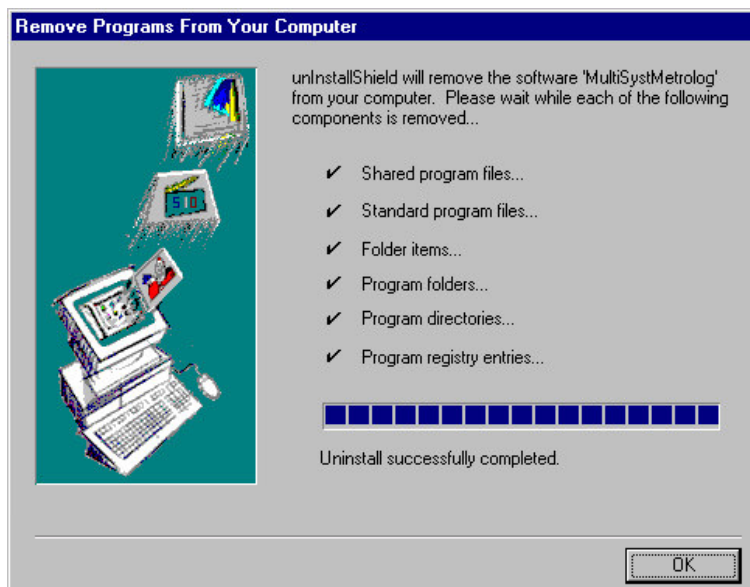 Remove Programs From Your Computer
unInstallShield will remove the software 'MultiSystMetrolog'
from your computer. Please wait while each of the following
components is removed...
✔ Shared program files...
✔ Standard program files...
✔ Folder items...
✔ Program folders...
✔ Program directories...
✔ Program registry entries...
510
Uninstall successfully completed.
OK